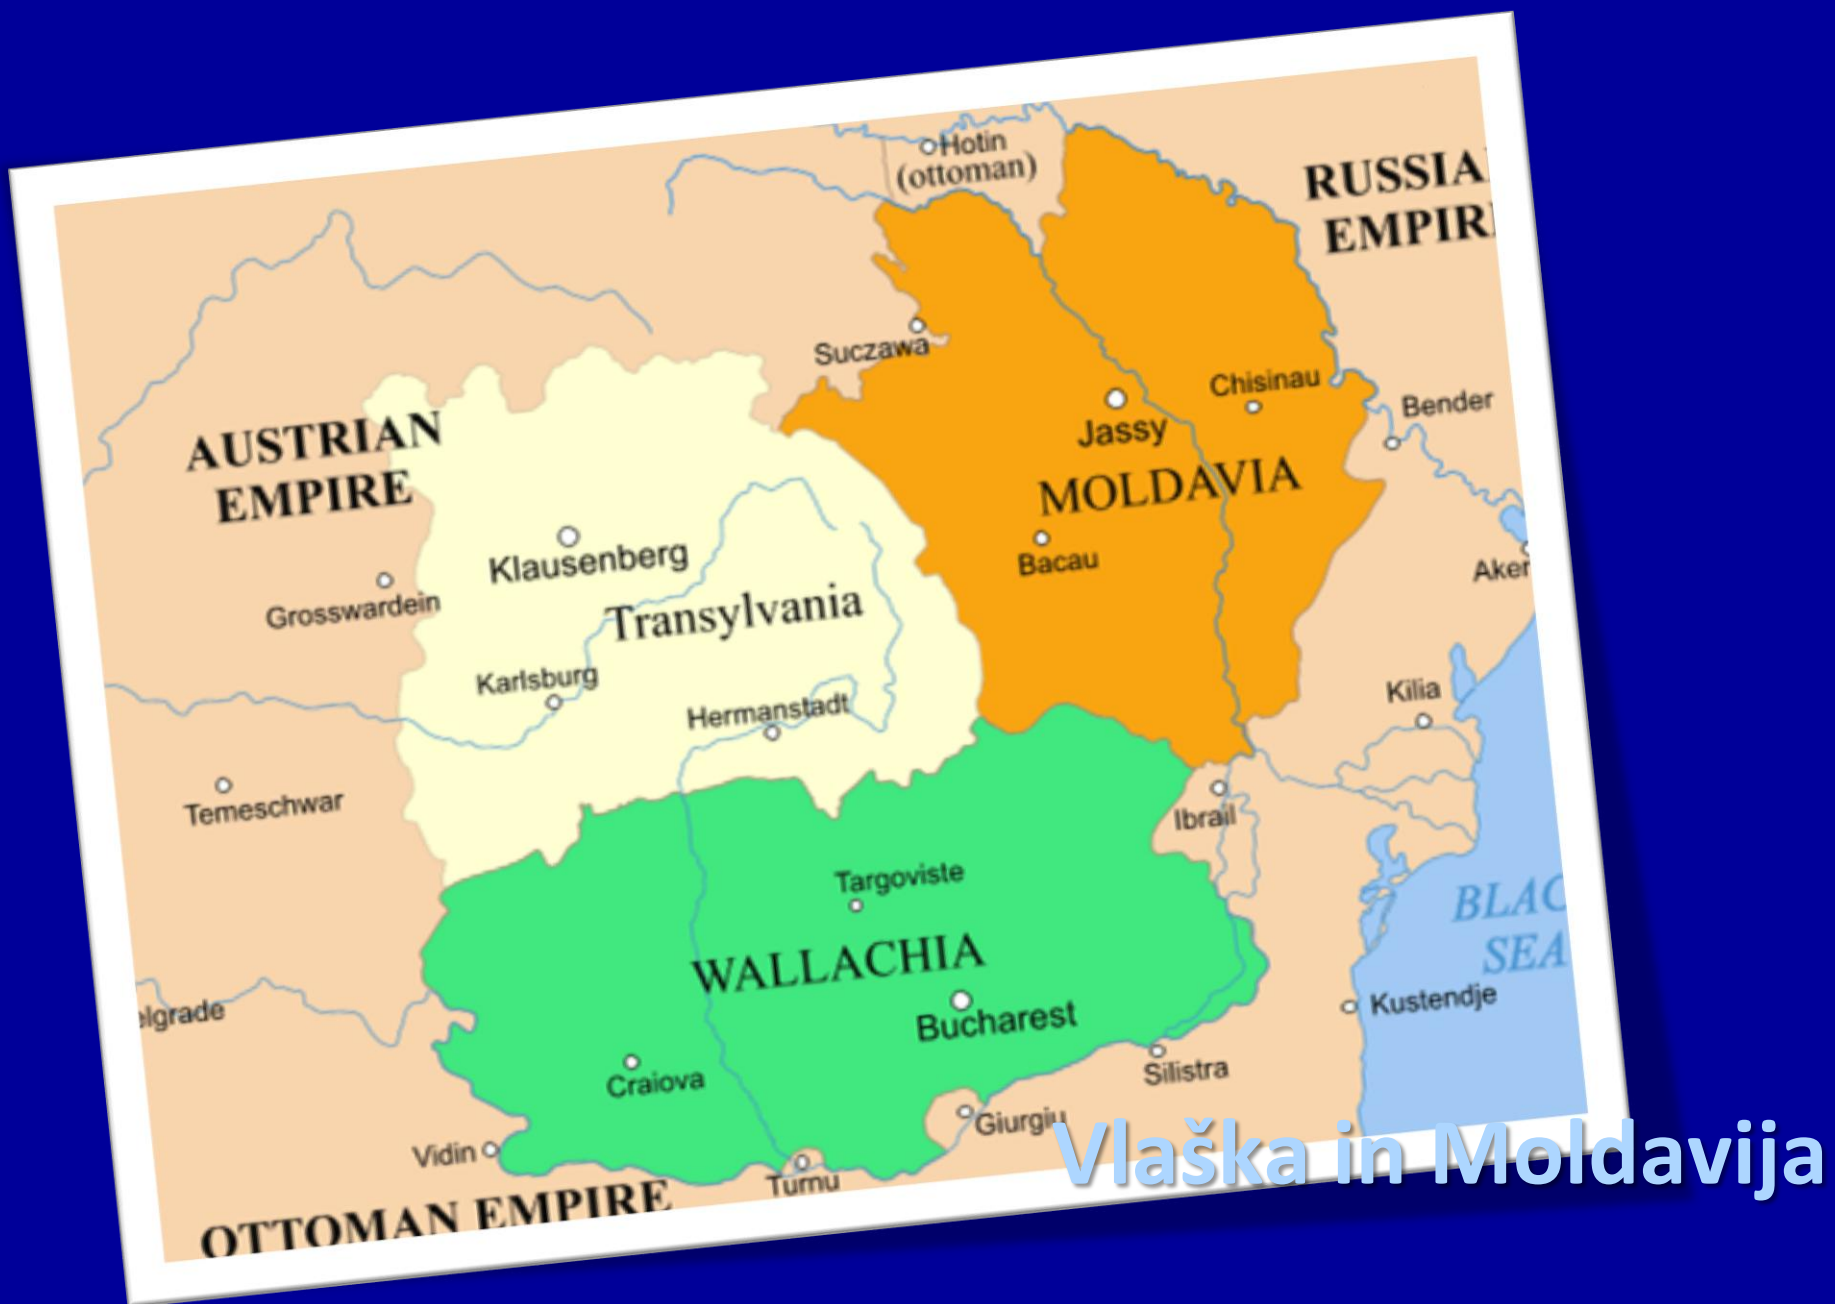 Hotin
(ottoman)
RUSSIA
EMPIR
Suczawa
Chisinau
Bender
AUSTRIAN
EMPIRE
Jassy
MOLDAVIA
Klausenberg
Bacau
Aker
Grosswardein
Transylvania
Karlsburg
Hermanstadt
Kilia
Temeschwar
Ibrail
Targoviste
BLAC
SEA
WALLACHIA
elgrade
Bucharest
Kustendje
Craiova
Silistra
Giurgiu
Vidin
Turnu
Vlaška in Moldavija
OTTOMAN EMPIRE